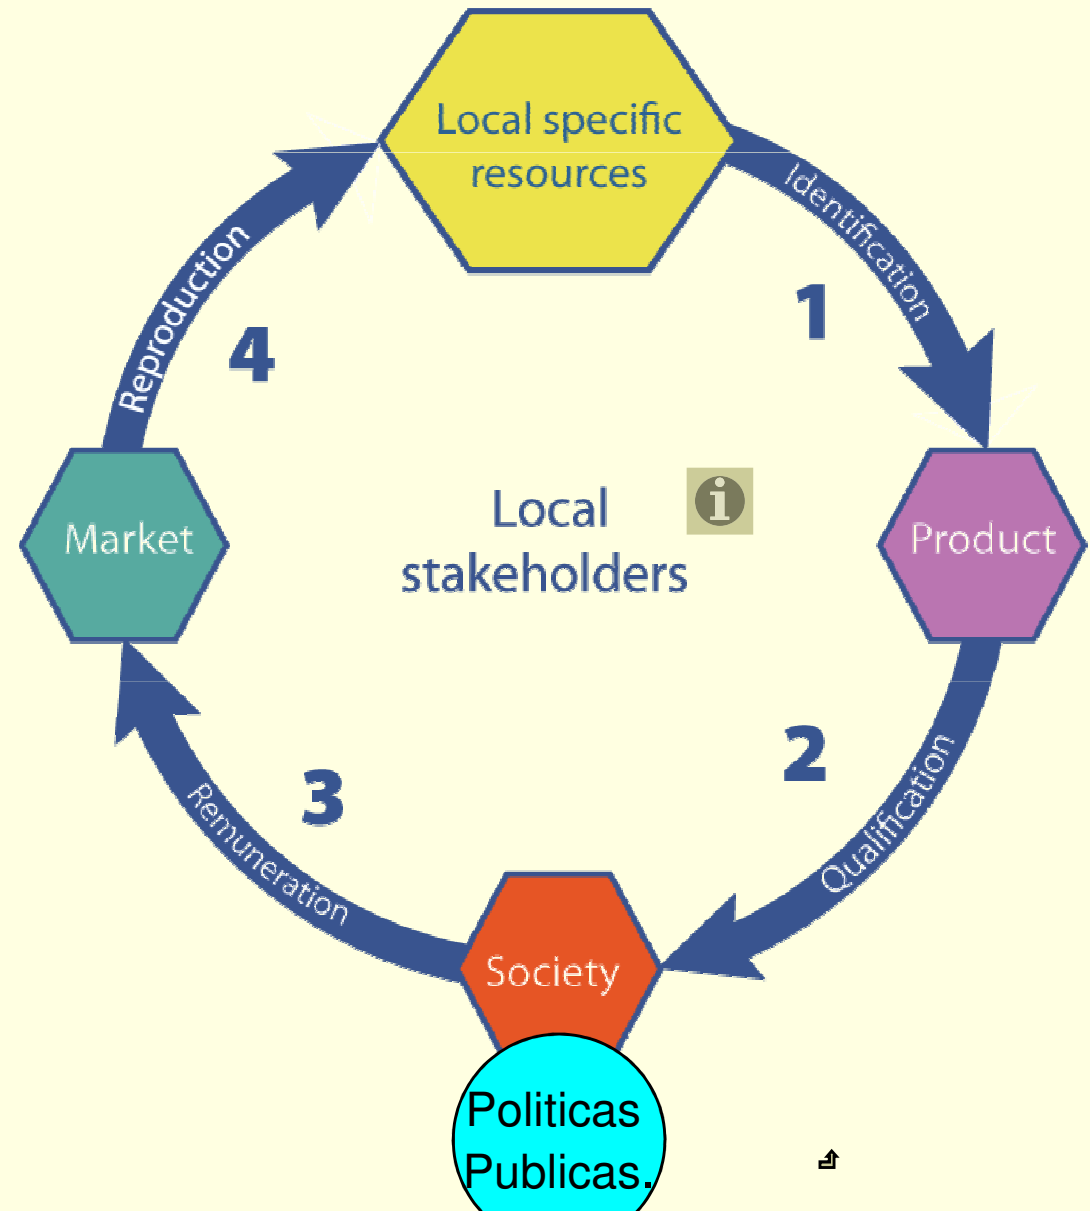 Local specific
resources
Identification
1
Product
2
Qualification
Society
Politicas
Publicas.
Remuneration
3
Market
4
Reproduction
Local
stakeholders
i